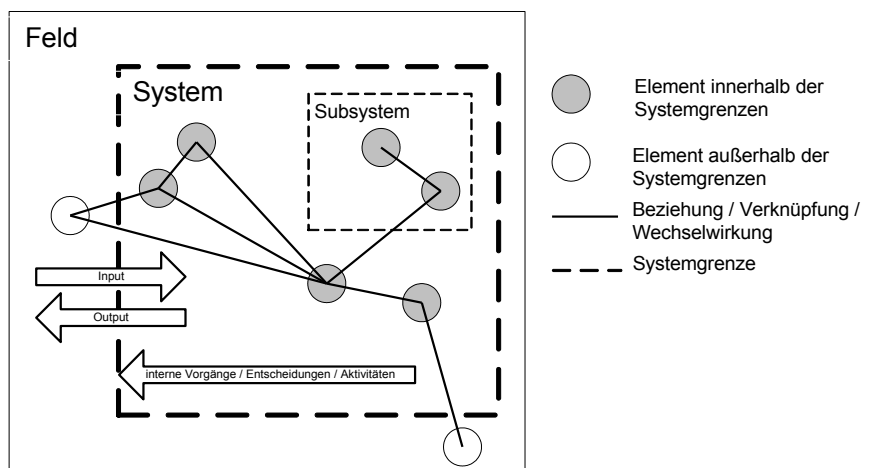 Feld
System
Subsystem
Input
Output
interne Vorgänge / Entscheidungen / Aktivitäten
Element innerhalb der
Systemgrenzen
Element außerhalb der
Systemgrenzen
Beziehung / Verknüpfung /
Wechselwirkung
Systemgrenze